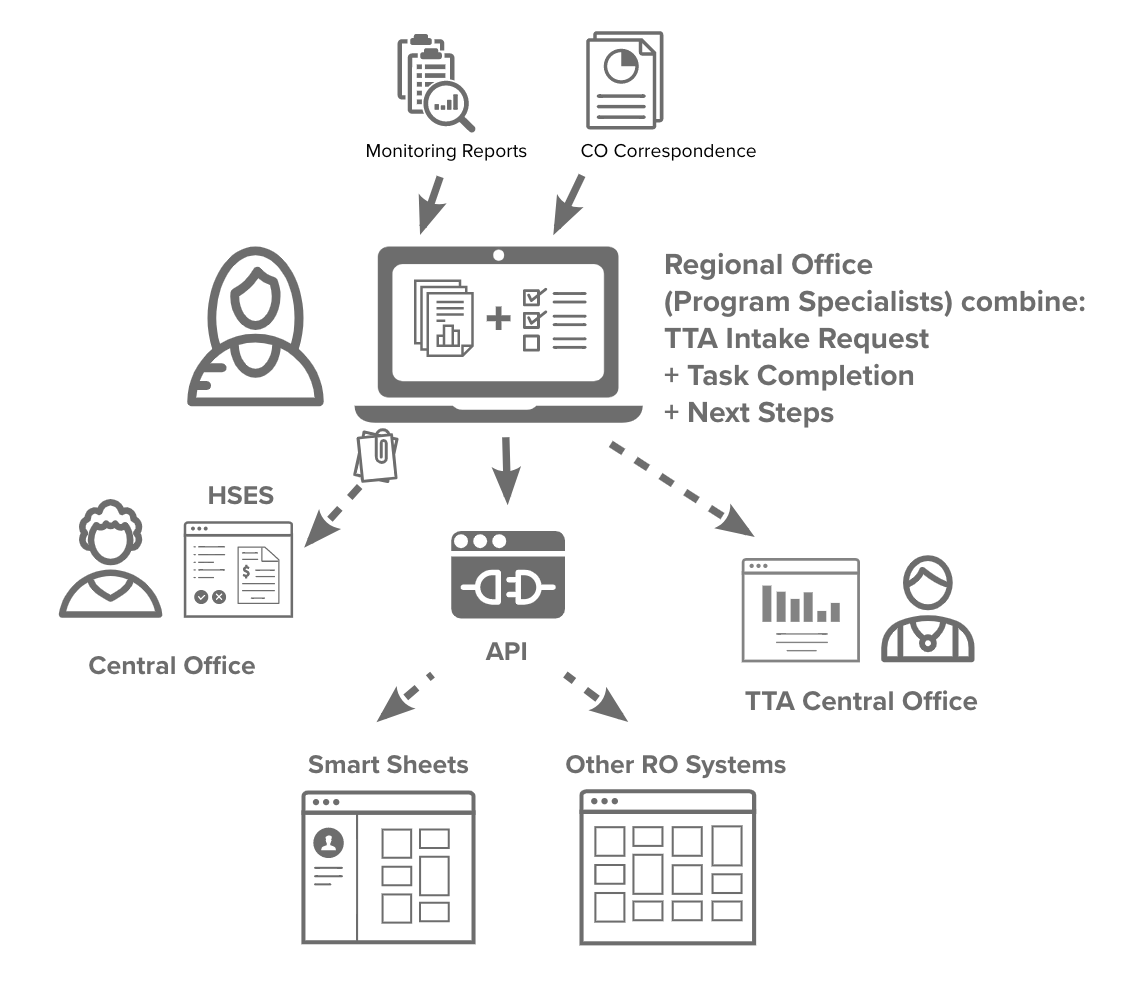 Monitoring Reports
CO Correspondence
Regional Office
(Program Specialists) combine:
TTA Intake Request
+ Task Completion
+ Next Steps
HSES
$
Central Office
API
TTA Central Office
Smart Sheets
Other RO Systems